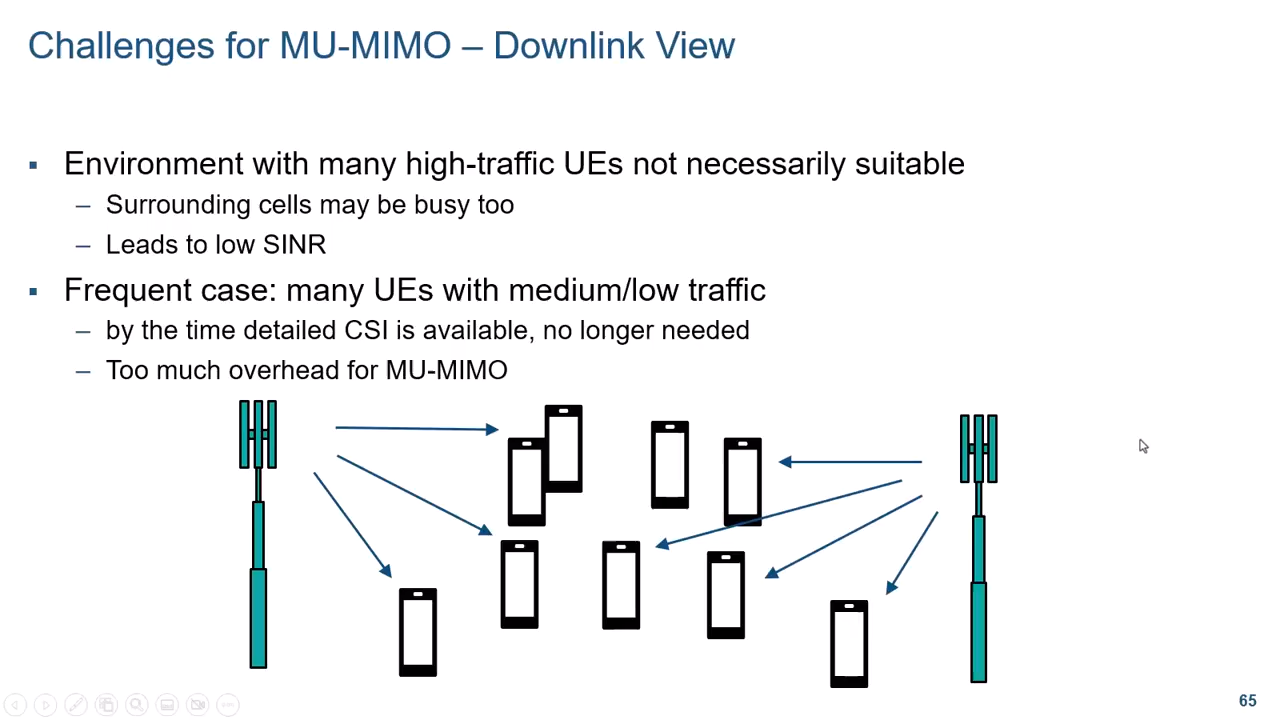 Challenges for MU-MIMO – Downlink View
▪ Environment with many high-traffic UEs not necessarily suitable
– Surrounding cells may be busy too
– Leads to low SINR
▪ Frequent case: many UEs with medium/low traffic
– by the time detailed CSI is available, no longer needed
– Too much overhead for MU-MIMO
65